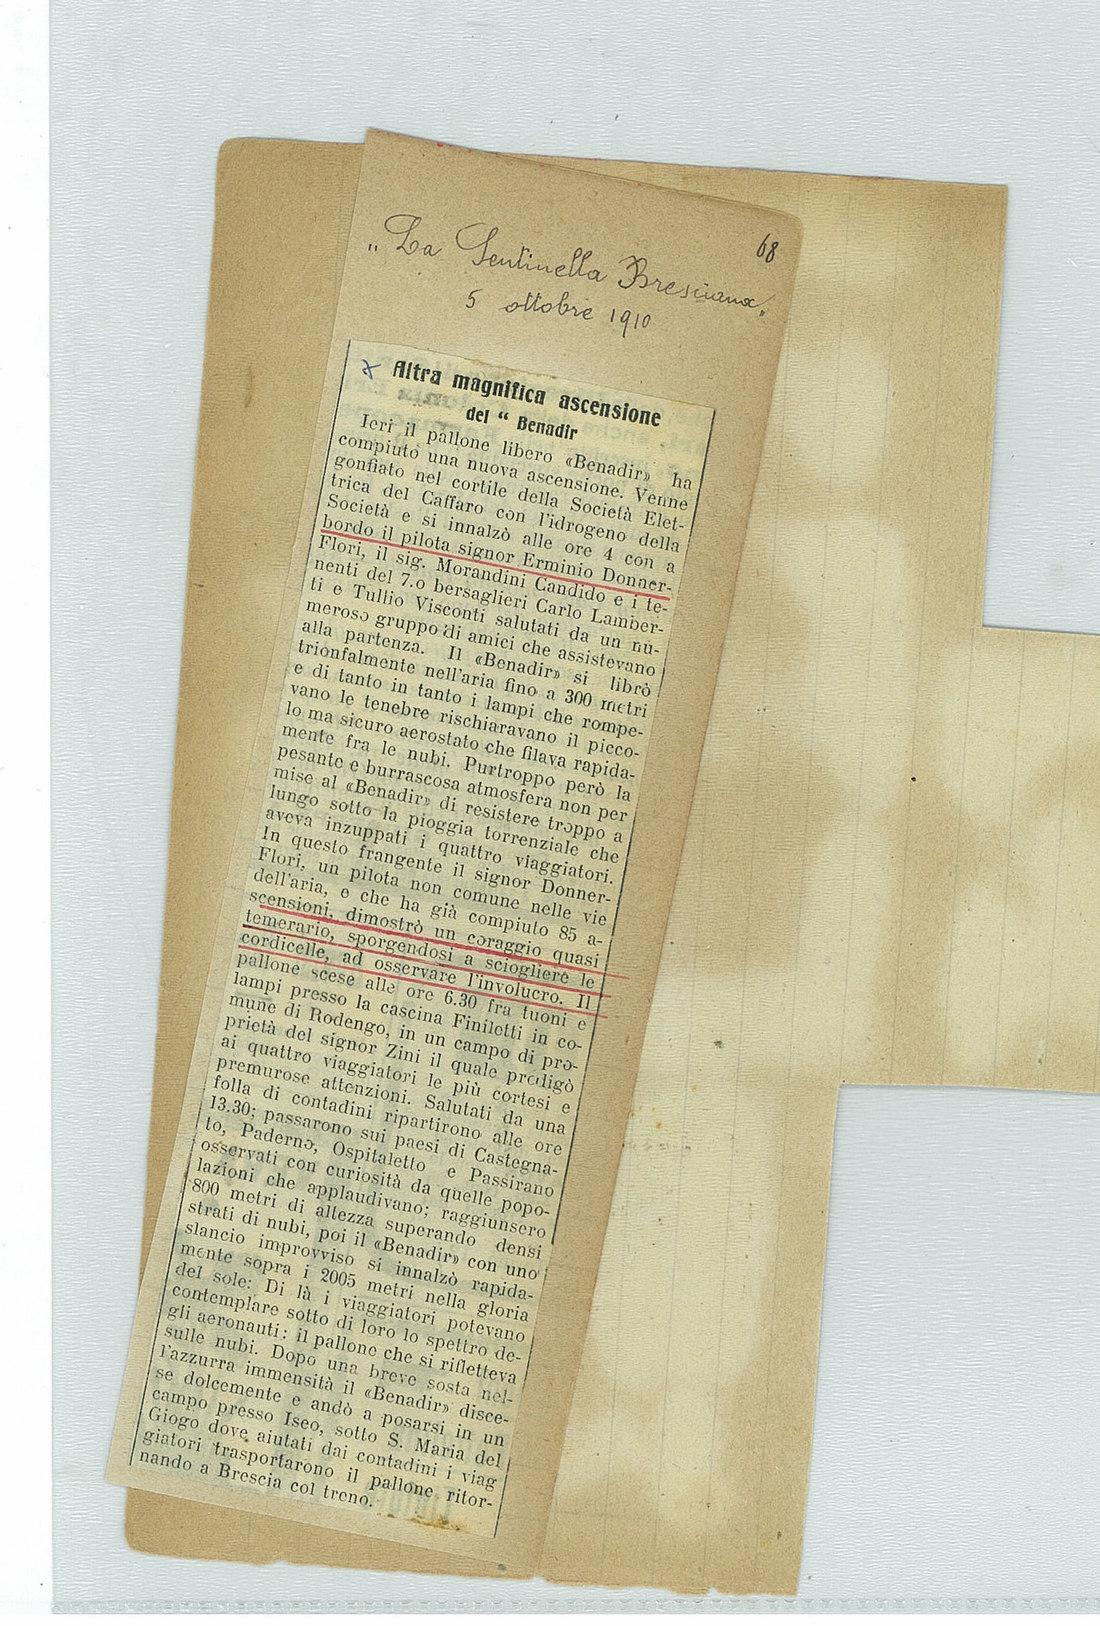 68
„ La Sentinella Bresciana „
5 ottobre 1910
x Altra magnifica ascensione
del “ Benadir
Ieri il pallone libero «Benadir» ha
compiuto una nuova ascensione. Venne
gonfiato nel cortile della Società Elet-
trica del Caffaro con l'idrogeno della
Società e si innalzò alle ore 4 con a
bordo il pilota signor Erminio Donner-
Flori, il sig. Morandini Candido e i te-
nenti del 7.o bersaglieri Carlo Lamber-
ti e Tullio Visconti salutati da un nu-
meroso gruppo di amici che assistevano
alla partenza. Il «Benadir» si librò
trionfalmente nell'aria fino a 300 metri
e di tanto in tanto i lampi che rompe-
vano le tenebre rischiaravano il picco-
lo ma sicuro aerostato che filava rapida-
mente fra le nubi. Purtroppo però la
pesante e burrascosa atmosfera non per
mise al «Benadir» di resistere troppo a
lungo sotto la pioggia torrenziale che
aveva inzuppati i quattro viaggiatori.
In questo frangente il signor Donner-
Flori, un pilota non comune nelle vie
dell'aria, e che ha già compiuto 85 a-
scensioni, dimostrò un coraggio quasi
temerario, sporgendosi a sciogliere le
cordicelle, ad osservare l'involucro. Il
pallone scese alle ore 6.30 fra tuoni e
lampi presso la cascina Finiletti in co-
mune di Rodengo, in un campo di pro-
prietà del signor Zini il quale prodigò
ai quattro viaggiatori le più cortesi e
premurose attenzioni. Salutati da una
folla di contadini ripartirono alle ore
13.30; passarono sui paesi di Castegna-
to, Paderno, Ospitaletto e Passirano
osservati con curiosità da quelle popo-
lazioni che applaudivano; raggiunsero
800 metri di altezza superando densi
strati di nubi, poi il «Benadir» con uno
slancio improvviso si innalzò rapida-
mente sopra i 2005 metri nella gloria
del sole: Di là i viaggiatori potevano
contemplare sotto di loro lo spettro de-
gli aeronauti: il pallone che si rifletteva
sulle nubi. Dopo una breve sosta nel-
l'azzurra immensità il «Benadir» disce-
se dolcemente e andò a posarsi in un
campo presso Iseo, sotto S. Maria del
Giogo dove aiutati dai contadini i viag
giatori trasportarono il pallone ritor-
nando a Brescia col treno.